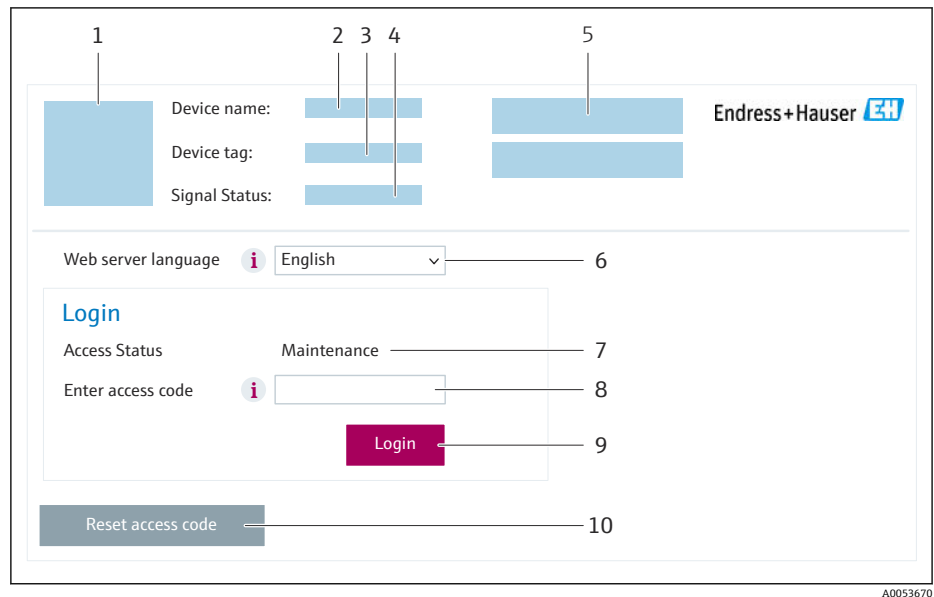 1 2 3 4 5
Device name:
Endress+Hauser EH
Device tag:
Signal Status:
Web server language i English 6
Login
Access Status Maintenance 7
Enter access code i 8
Login 9
Reset access code 10
A0053670